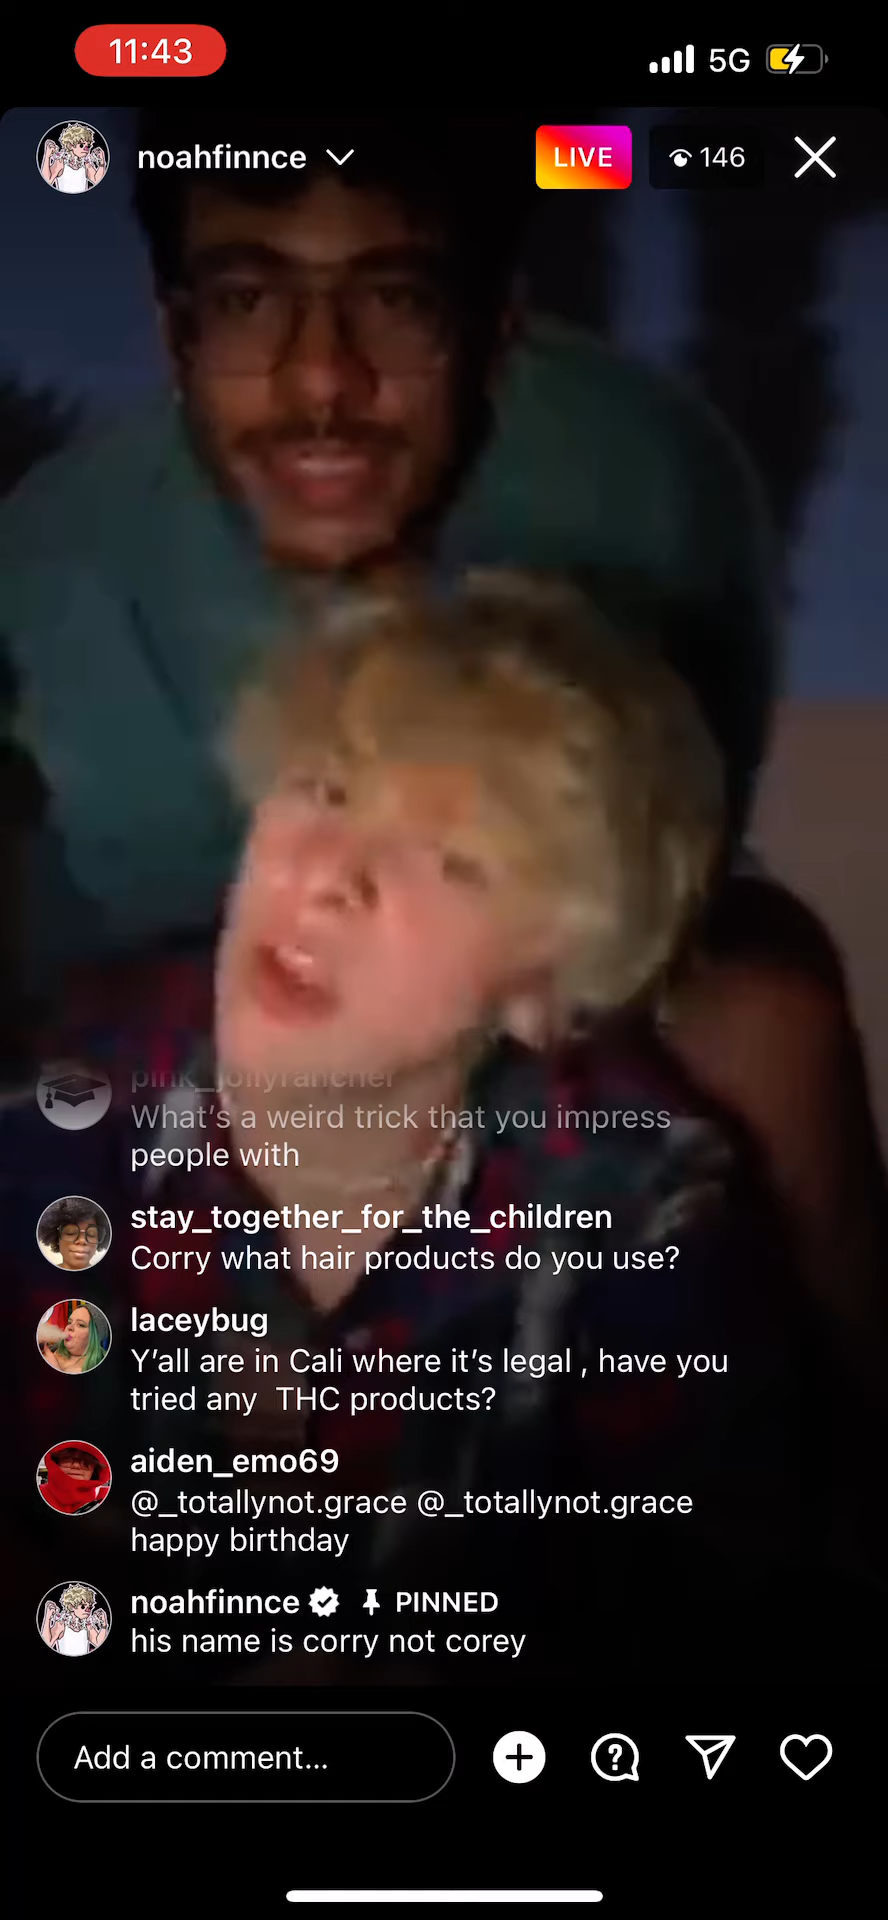 11:43
5G
noahfinnce
LIVE
146
pink_jollyrancher
What's a weird trick that you impress
people with
stay_together_for_the_children
Corry what hair products do you use?
laceybug
Y'all are in Cali where it's legal , have you
tried any  THC products?
aiden_emo69
@_totallynot.grace @_totallynot.grace
happy birthday
noahfinnce PINNED
his name is corry not corey
Add a comment...